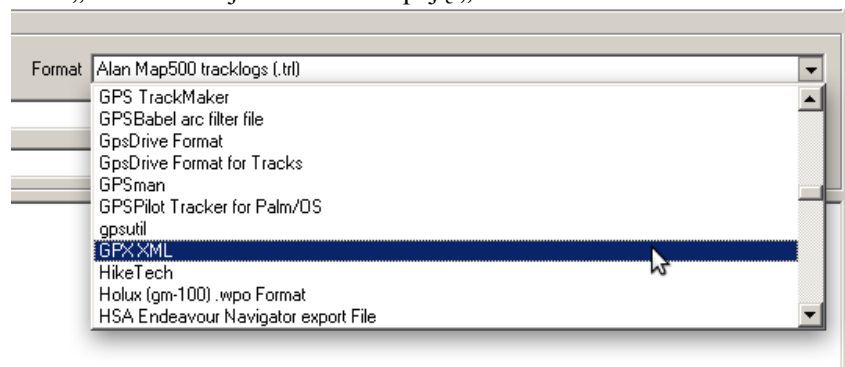 Format Alan Map500 tracklogs (.trl)
GPS TrackMaker
GPSBabel arc filter file
GpsDrive Format
GpsDrive Format for Tracks
GPSman
GPSPilot Tracker for Palm/OS
gpsutil
GPX XML
HikeTech
Holux (gm-100) .wpo Format
HSA Endeavour Navigator export File